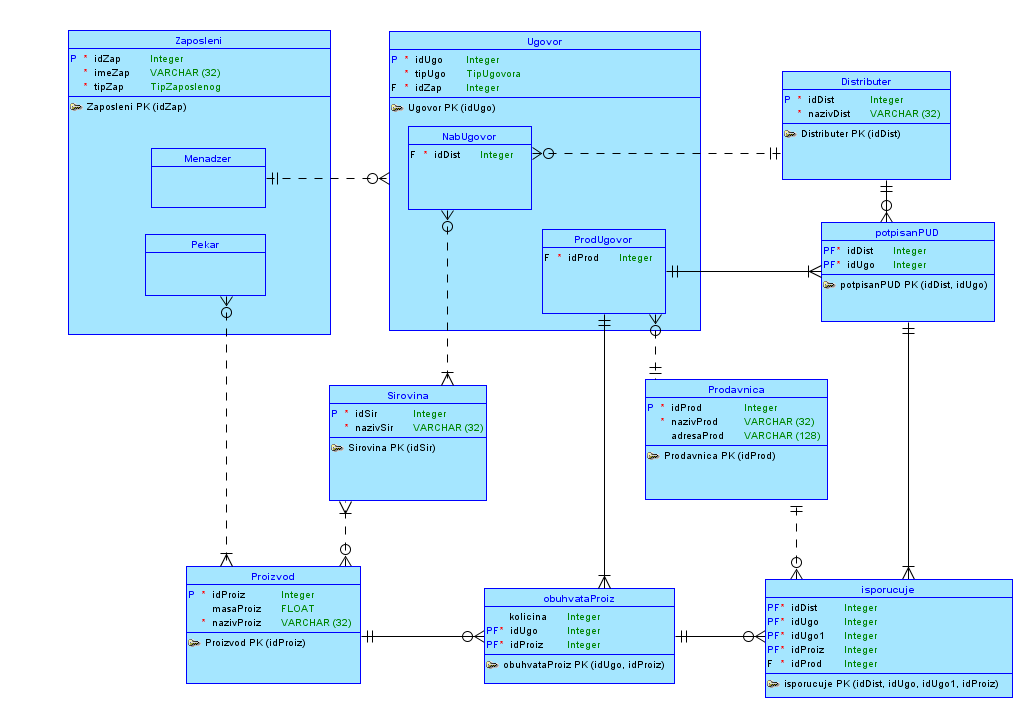 Zaposleni
P * idZap Integer
* imeZap VARCHAR (32)
* tipZap TipZaposlenog
Zaposleni PK (idZap)
Menadzer
Pekar
Ugovor
P * idUgo Integer
* tipUgo TipUgovora
F * idZap Integer
Ugovor PK (idUgo)
NabUgovor
F * idDist Integer
ProdUgovor
F * idProd Integer
Distributer
P * idDist Integer
* nazivDist VARCHAR (32)
Distributer PK (idDist)
potpisanPUD
PF* idDist Integer
PF* idUgo Integer
potpisanPUD PK (idDist, idUgo)
Sirovina
P * idSir Integer
* nazivSir VARCHAR (32)
Sirovina PK (idSir)
Prodavnica
P * idProd Integer
* nazivProd VARCHAR (32)
adresaProd VARCHAR (128)
Prodavnica PK (idProd)
Proizvod
P * idProiz Integer
masaProiz FLOAT
* nazivProiz VARCHAR (32)
Proizvod PK (idProiz)
obuhvataProiz
kolicina Integer
PF* idUgo Integer
PF* idProiz Integer
obuhvataProiz PK (idUgo, idProiz)
isporucuje
PF* idDist Integer
PF* idUgo Integer
PF* idUgo1 Integer
PF* idProiz Integer
F * idProd Integer
isporucuje PK (idDist, idUgo, idUgo1, idProiz)